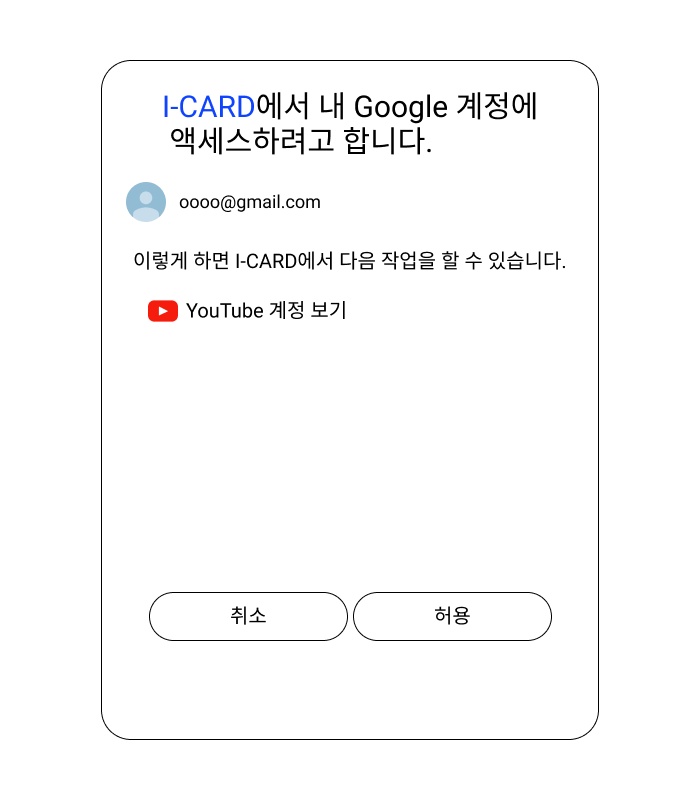 I-CARD에서 내 Google 계정에
액세스하려고 합니다.
oooo@gmail.com
이렇게 하면 I-CARD에서 다음 작업을 할 수 있습니다.
YouTube 계정 보기
취소 허용